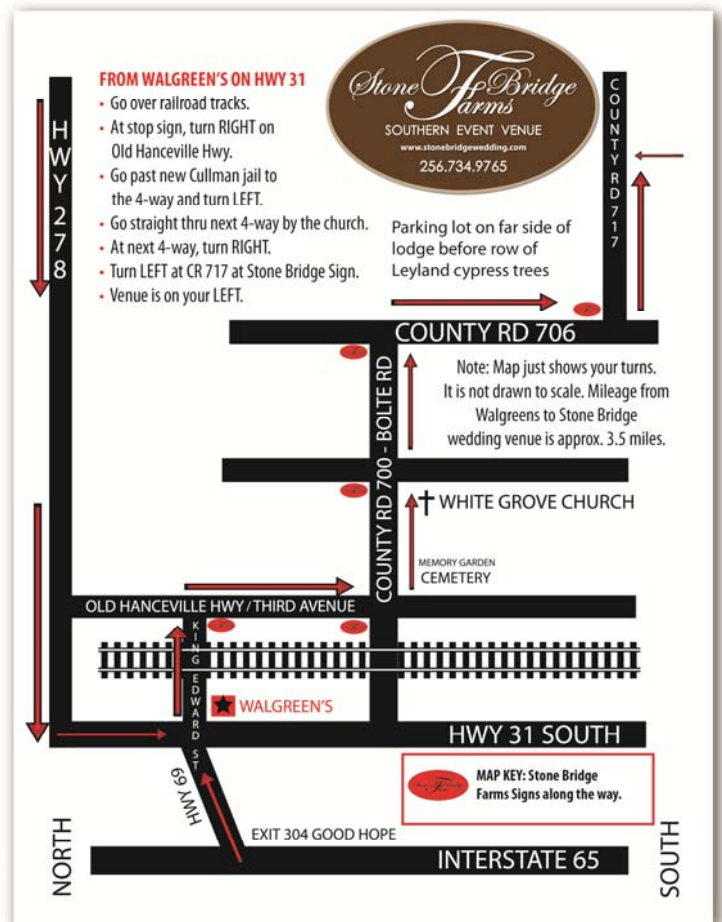 FROM WALGREEN'S ON HWY 31
• Go over railroad tracks.
• At stop sign, turn RIGHT on
Old Hanceville Hwy.
• Go past new Cullman jail to
the 4-way and turn LEFT.
• Go straight thru next 4-way by the church.
• At next 4-way, turn RIGHT.
• Turn LEFT at CR 717 at Stone Bridge Sign.
• Venue is on your LEFT.
Stone Bridge
Farms
SOUTHERN EVENT VENUE
www.stonebridgewedding.com
256.734.9765
HWY 278
COUNTY RD 717
Parking lot on far side of
lodge before row of
Leyland cypress trees
COUNTY RD 706
Note: Map just shows your turns.
It is not drawn to scale. Mileage from
Walgreens to Stone Bridge
wedding venue is approx. 3.5 miles.
COUNTY RD 700 - BOLTE RD
WHITE GROVE CHURCH
MEMORY GARDEN
CEMETERY
OLD HANCEVILLE HWY / THIRD AVENUE
KING EDWARD ST
WALGREEN'S
HWY 31 SOUTH
HWY 69
MAP KEY: Stone Bridge
Farms Signs along the way.
EXIT 304 GOOD HOPE
INTERSTATE 65
NORTH
SOUTH